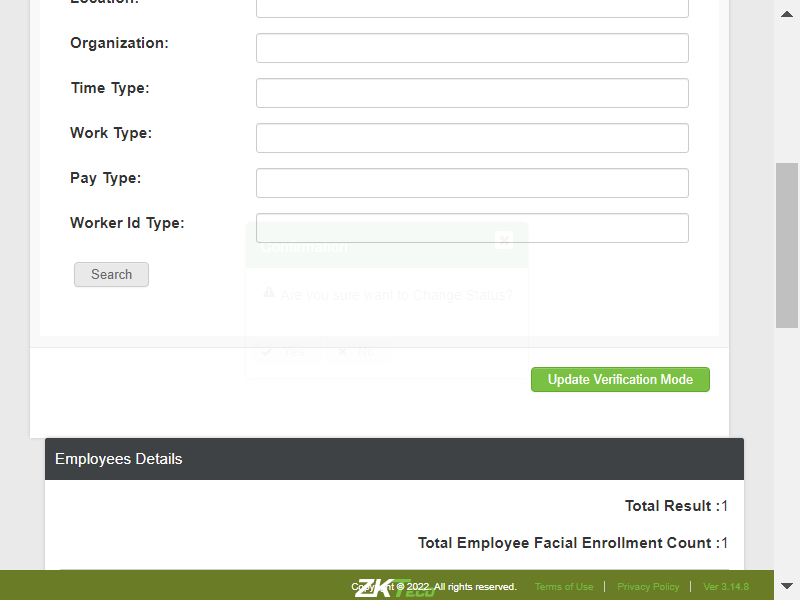 Location:
Organization:
Time Type:
Work Type:
Pay Type:
Worker Id Type:
Confirmation
Search
Are you sure want to Change Status?
Yes
No
Update Verification Mode
Employees Details
Total Result :1
Total Employee Facial Enrollment Count :1
Copyright © 2022. All rights reserved. Terms of Use | Privacy Policy | Ver 3.14.8
ZKTECO